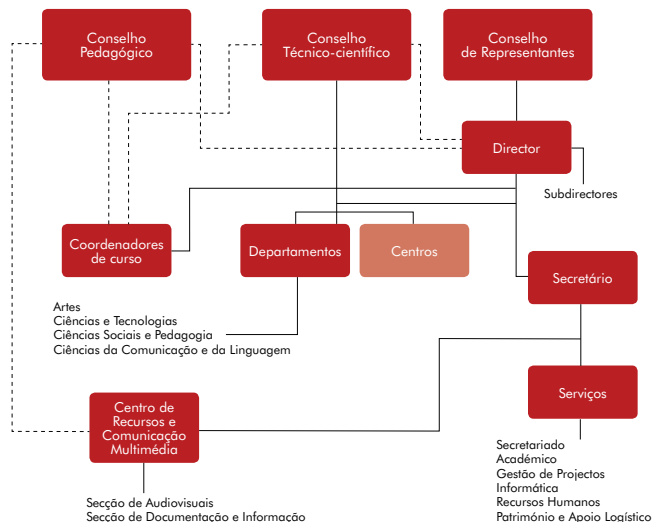 Conselho
Pedagógico
Conselho
Técnico-científico
Conselho
de Representantes
Director
Subdirectores
Coordenadores
de curso
Departamentos
Centros
Secretário
Artes
Ciências e Tecnologias
Ciências Sociais e Pedagogia
Ciências da Comunicação e da Linguagem
Centro de
Recursos e
Comunicação
Multimédia
Serviços
Secretariado
Académico
Gestão de Projectos
Informática
Recursos Humanos
Património e Apoio Logístico
Secção de Audiovisuais
Secção de Documentação e Informação